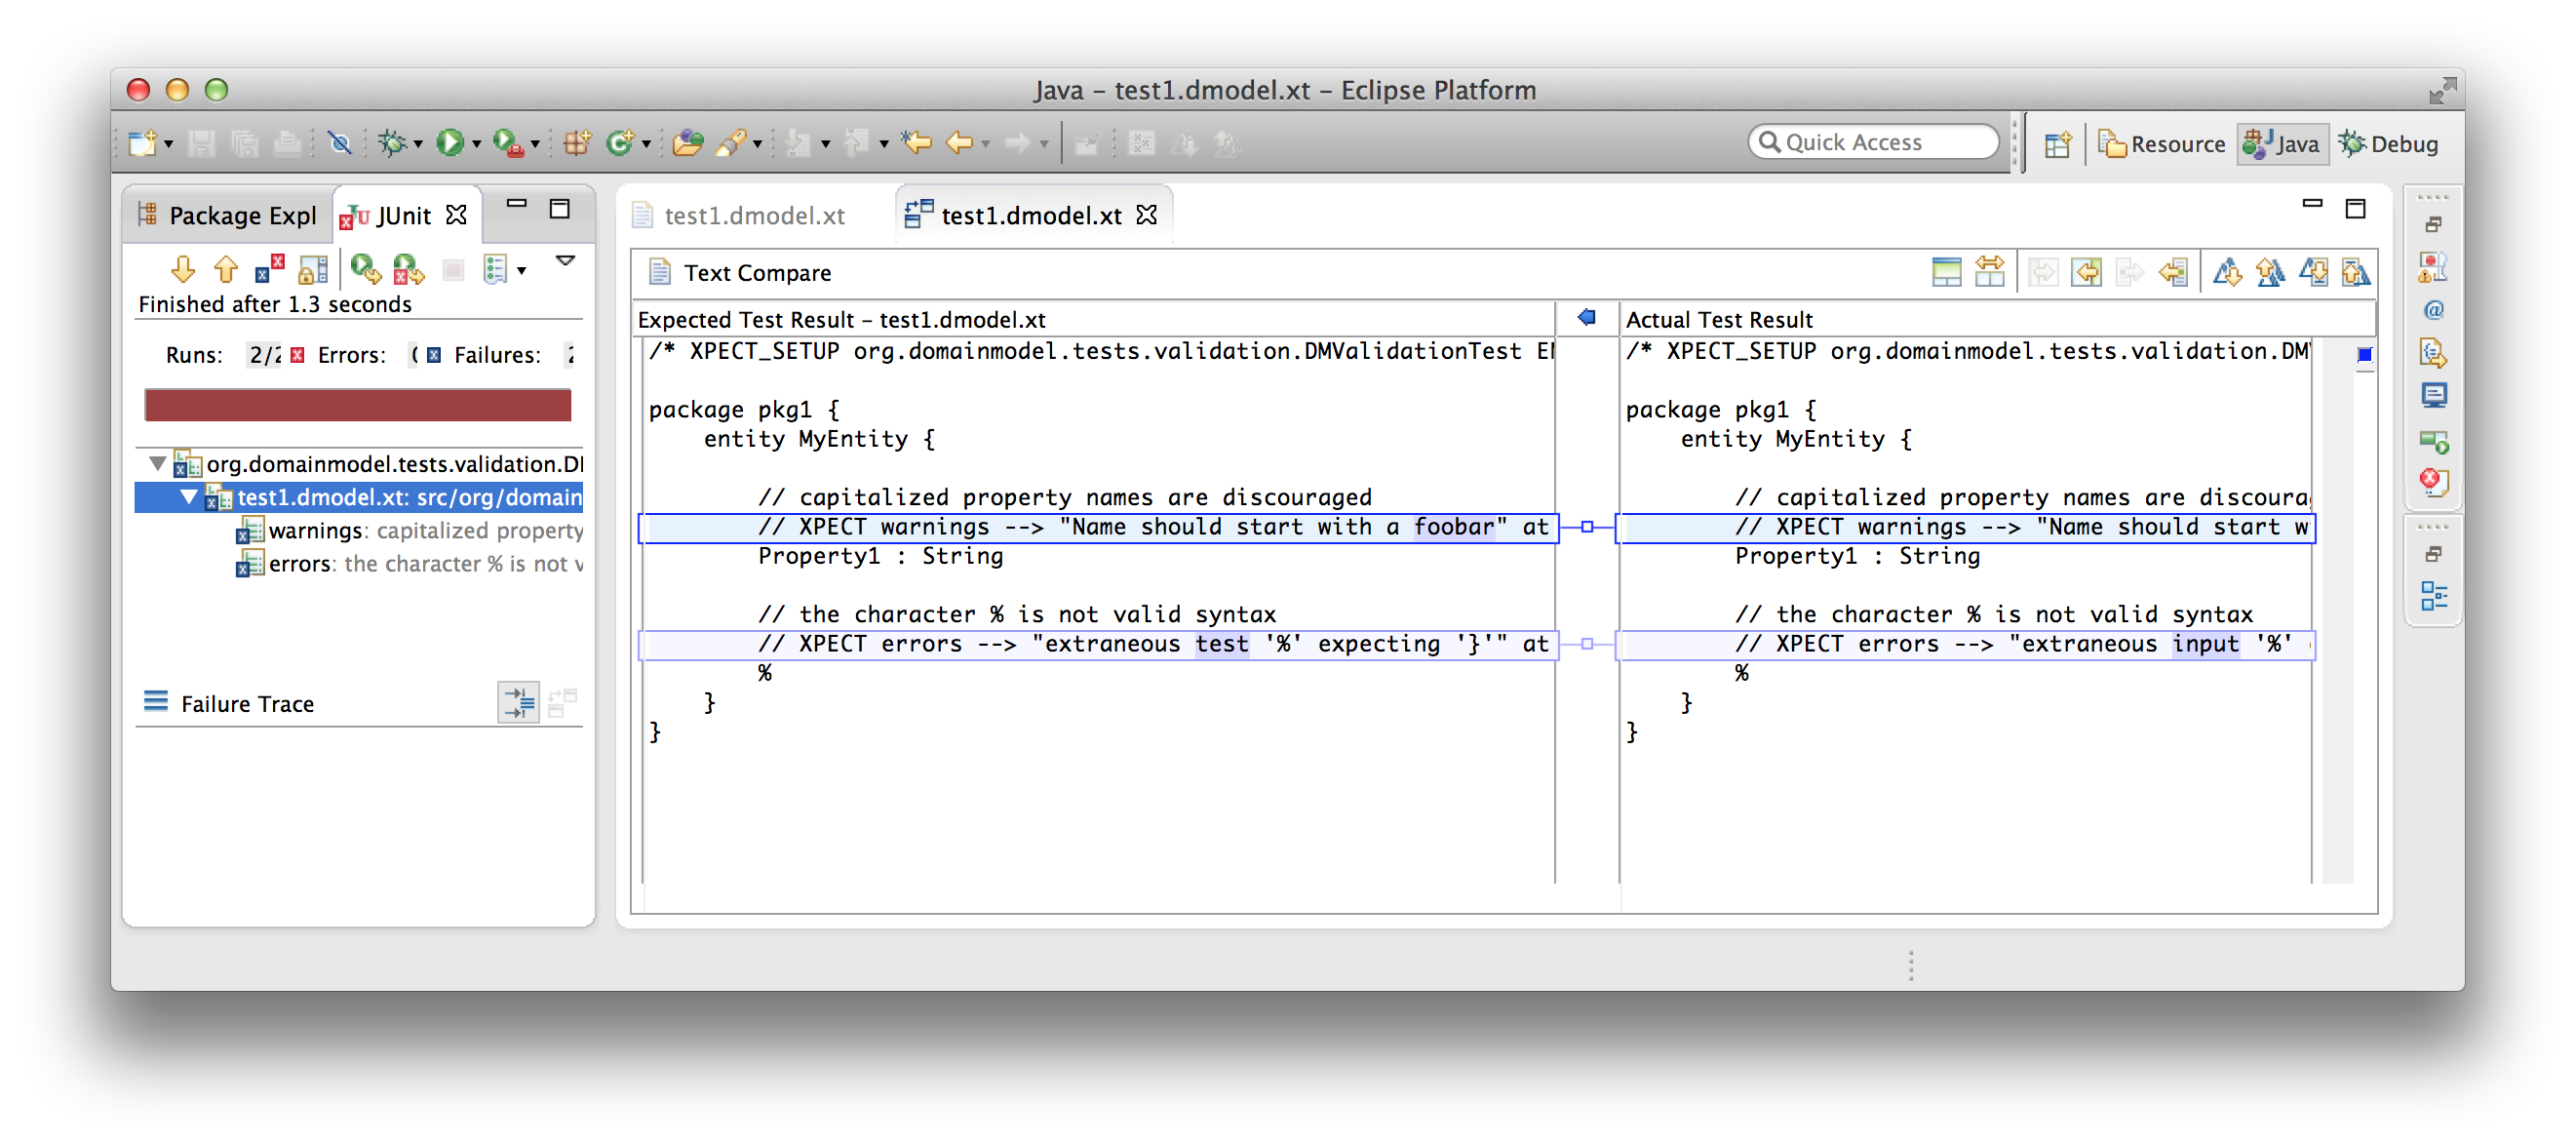 Java – test1.dmodel.xt – Eclipse Platform
Quick Access
Resource
Java
Debug
Package Expl
JUnit
Finished after 1.3 seconds
Runs: 2/2 Errors: Failures:
org.domainmodel.tests.validation.D
test1.dmodel.xt: src/org/domain
warnings: capitalized property
errors: the character % is not v
Failure Trace
test1.dmodel.xt
test1.dmodel.xt
Text Compare
Expected Test Result – test1.dmodel.xt
/* XPECT_SETUP org.domainmodel.tests.validation.DMValidationTest E
package pkg1 {
entity MyEntity {
// capitalized property names are discouraged
// XPECT warnings --> "Name should start with a foobar" at
Property1 : String
// the character % is not valid syntax
// XPECT errors --> "extraneous test '%' expecting '}'" at
%
}
}
Actual Test Result
/* XPECT_SETUP org.domainmodel.tests.validation.DM
package pkg1 {
entity MyEntity {
// capitalized property names are discoura
// XPECT warnings --> "Name should start w
Property1 : String
// the character % is not valid syntax
// XPECT errors --> "extraneous input '%'
%
}
}